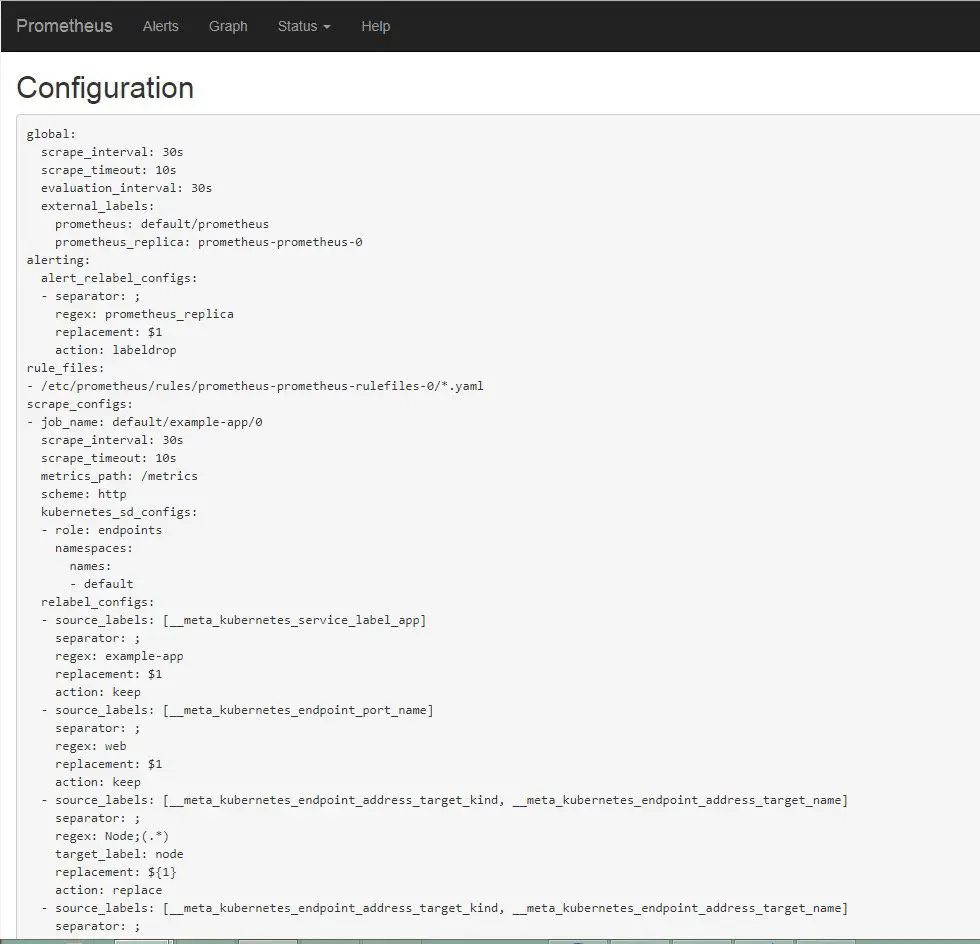 Prometheus Alerts Graph Status Help
Configuration
global:
  scrape_interval: 30s
  scrape_timeout: 10s
  evaluation_interval: 30s
  external_labels:
    prometheus: default/prometheus
    prometheus_replica: prometheus-prometheus-0
alerting:
  alert_relabel_configs:
  - separator: ;
    regex: prometheus_replica
    replacement: $1
    action: labeldrop
rule_files:
- /etc/prometheus/rules/prometheus-prometheus-rulefiles-0/*.yaml
scrape_configs:
- job_name: default/example-app/0
  scrape_interval: 30s
  scrape_timeout: 10s
  metrics_path: /metrics
  scheme: http
  kubernetes_sd_configs:
  - role: endpoints
    namespaces:
      names:
      - default
  relabel_configs:
  - source_labels: [__meta_kubernetes_service_label_app]
    separator: ;
    regex: example-app
    replacement: $1
    action: keep
  - source_labels: [__meta_kubernetes_endpoint_port_name]
    separator: ;
    regex: web
    replacement: $1
    action: keep
  - source_labels: [__meta_kubernetes_endpoint_address_target_kind, __meta_kubernetes_endpoint_address_target_name]
    separator: ;
    regex: Node;(.*)
    target_label: node
    replacement: ${1}
    action: replace
  - source_labels: [__meta_kubernetes_endpoint_address_target_kind, __meta_kubernetes_endpoint_address_target_name]
    separator: ;